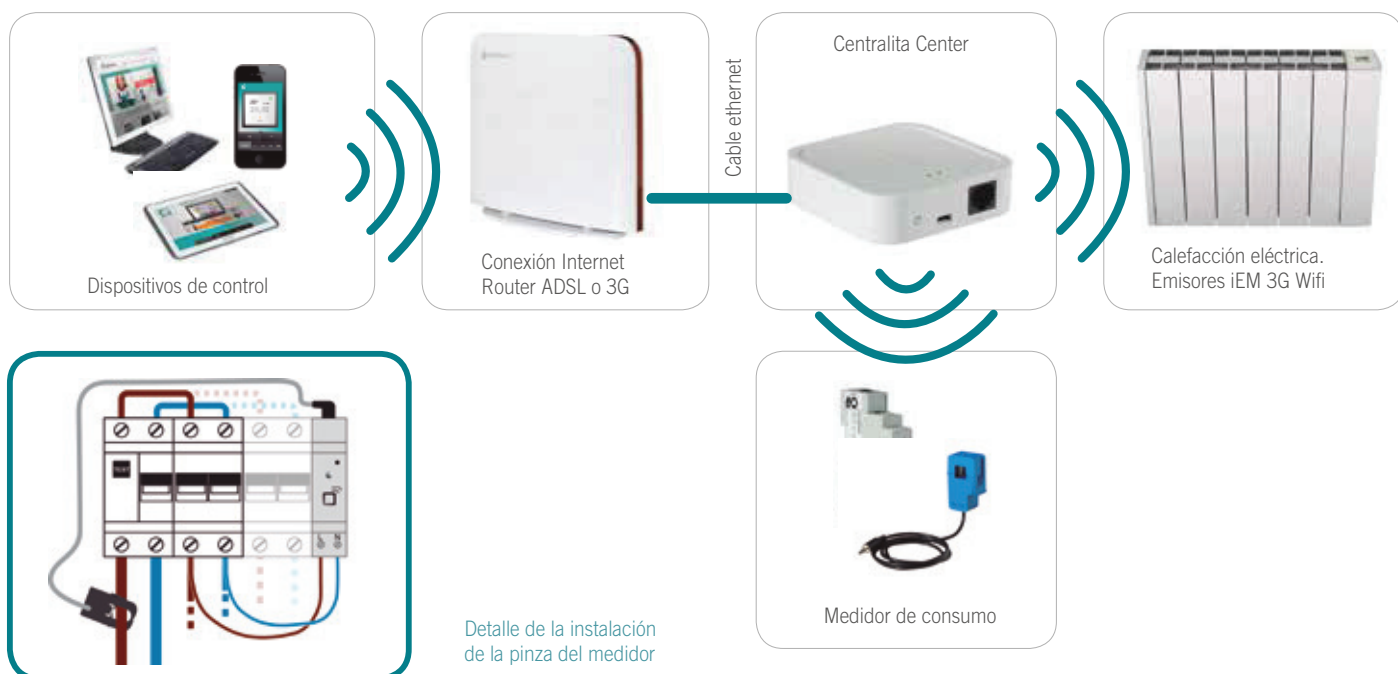 Dispositivos de control
Conexión Internet
Router ADSL o 3G
Cable ethernet
Centralita Center
Calefacción eléctrica.
Emisores iEM 3G Wifi
Medidor de consumo
Detalle de la instalación
de la pinza del medidor
TEST
L N